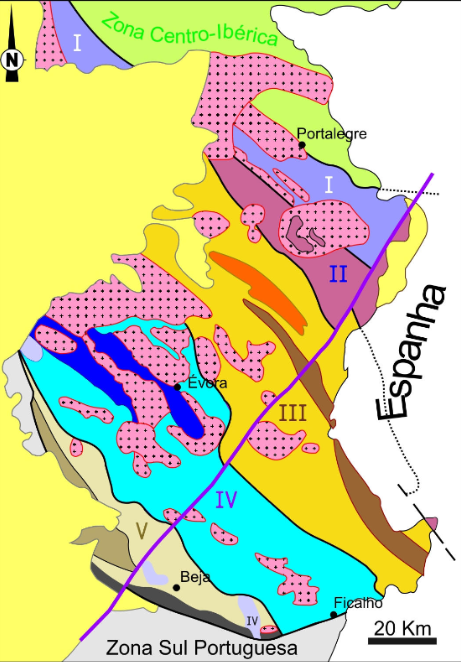 Zona Centro-Ibérica
I
N
Portalegre
I
II
Espanha
Évora
III
IV
V
Beja
IV
Ficalho
20 Km
Zona Sul Portuguesa